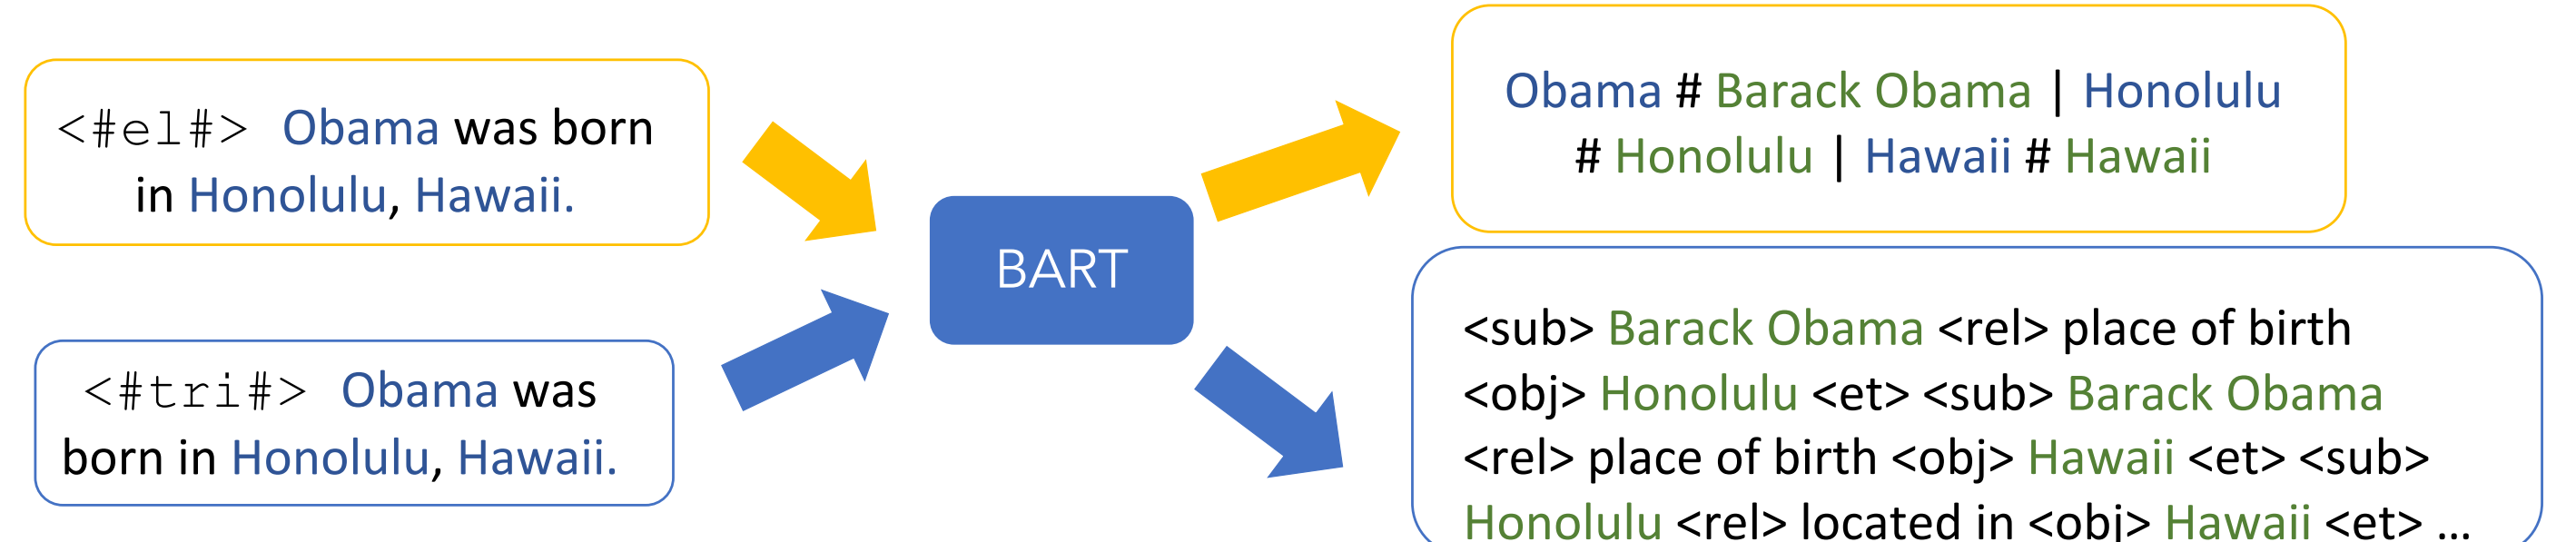 <#el#> Obama was born
in Honolulu, Hawaii.
<#tri#> Obama was
born in Honolulu, Hawaii.
BART
Obama # Barack Obama | Honolulu
# Honolulu | Hawaii # Hawaii
<sub> Barack Obama <rel> place of birth
<obj> Honolulu <et> <sub> Barack Obama
<rel> place of birth <obj> Hawaii <et> <sub>
Honolulu <rel> located in <obj> Hawaii <et> ...